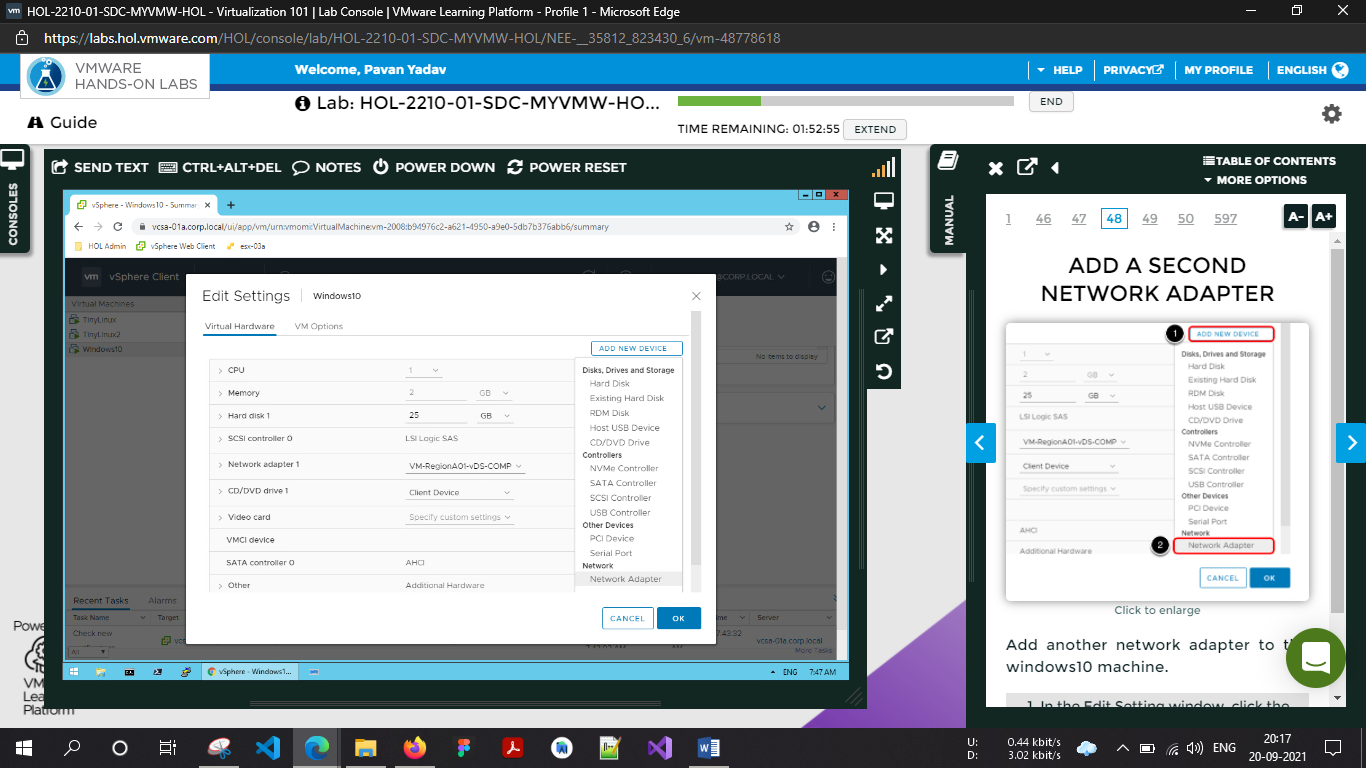 HOL-2210-01-SDC-MYVMW-HOL - Virtualization 101 | Lab Console | VMware Learning Platform - Profile 1 - Microsoft Edge
https://labs.hol.vmware.com/HOL/console/lab/HOL-2210-01-SDC-MYVMW-HOL/NEE-__35812_823430_6/vm-48778618
VMWARE
HANDS-ON LABS
Welcome, Pavan Yadav
HELP
PRIVACY
MY PROFILE
ENGLISH
Lab: HOL-2210-01-SDC-MYVMW-HO...
END
Guide
TIME REMAINING: 01:52:55
EXTEND
CONSOLES
SEND TEXT
CTRL+ALT+DEL
NOTES
POWER DOWN
POWER RESET
vSphere - Windows10 - Summar
vcsa-01a.corp.local/ui/app/vm/urn:vmomi:VirtualMachine:vm-2008:b94976c2-a621-4950-a9e0-5db7b376abb6/summary
HOL Admin
vSphere Web Client
esx-03a
vm
vSphere Client
CORP.LOCAL
Virtual Machines
TinyLinux
TinyLinux2
Windows10
No items to display
Edit Settings
Windows10
Virtual Hardware
VM Options
ADD NEW DEVICE
CPU
1
Memory
2
GB
Hard disk 1
25
GB
SCSI controller 0
LSI Logic SAS
Network adapter 1
VM-RegionA01-vDS-COMP
CD/DVD drive 1
Client Device
Video card
Specify custom settings
VMCI device
SATA controller 0
AHCI
Other
Additional Hardware
Disks, Drives and Storage
Hard Disk
Existing Hard Disk
RDM Disk
Host USB Device
CD/DVD Drive
Controllers
NVMe Controller
SATA Controller
SCSI Controller
USB Controller
Other Devices
PCI Device
Serial Port
Network
Network Adapter
CANCEL
OK
Recent Tasks
Alarms
Task Name
Target
Server
Check new
vcsa-01a.corp.local
All
More Tasks
vSphere - Windows1...
ENG
7:47 AM
Powe
VM
Lea
Platform
MANUAL
TABLE OF CONTENTS
MORE OPTIONS
1
46
47
48
49
50
597
A-
A+
ADD A SECOND
NETWORK ADAPTER
1
ADD NEW DEVICE
1
2
GB
25
GB
LSI Logic SAS
VM-RegionA01-vDS-COMP
Client Device
Specify custom settings
AHCI
Additional Hardware
Disks, Drives and Storage
Hard Disk
Existing Hard Disk
RDM Disk
Host USB Device
CD/DVD Drive
Controllers
NVMe Controller
SATA Controller
SCSI Controller
USB Controller
Other Devices
PCI Device
Serial Port
Network
2
Network Adapter
CANCEL
OK
Click to enlarge
Add another network adapter to
windows10 machine.
1. In the Edit Setting window, click the
U:
0.44 kbit/s
D:
3.02 kbit/s
ENG
20:17
20-09-2021